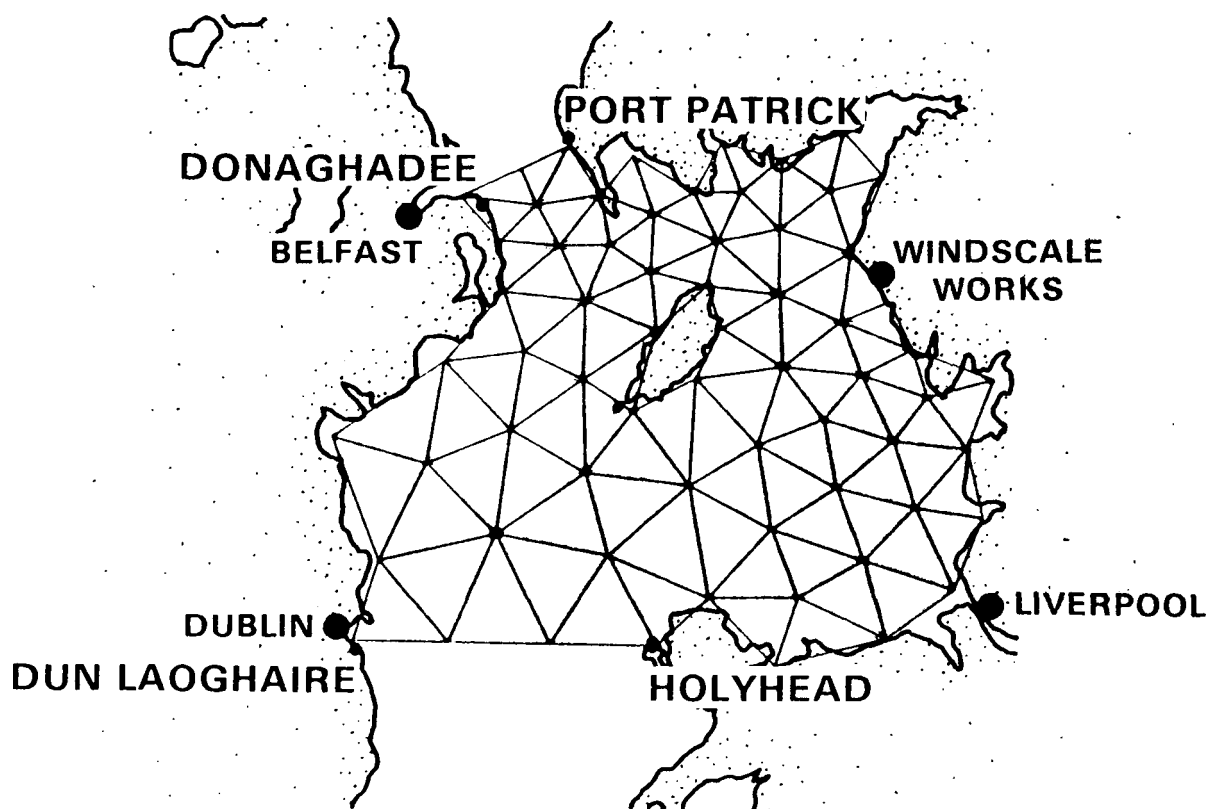 PORT PATRICK
DONAGHADEE
BELFAST
WINDSCALE
WORKS
DUBLIN
LIVERPOOL
DUN LAOGHAIRE
HOLYHEAD